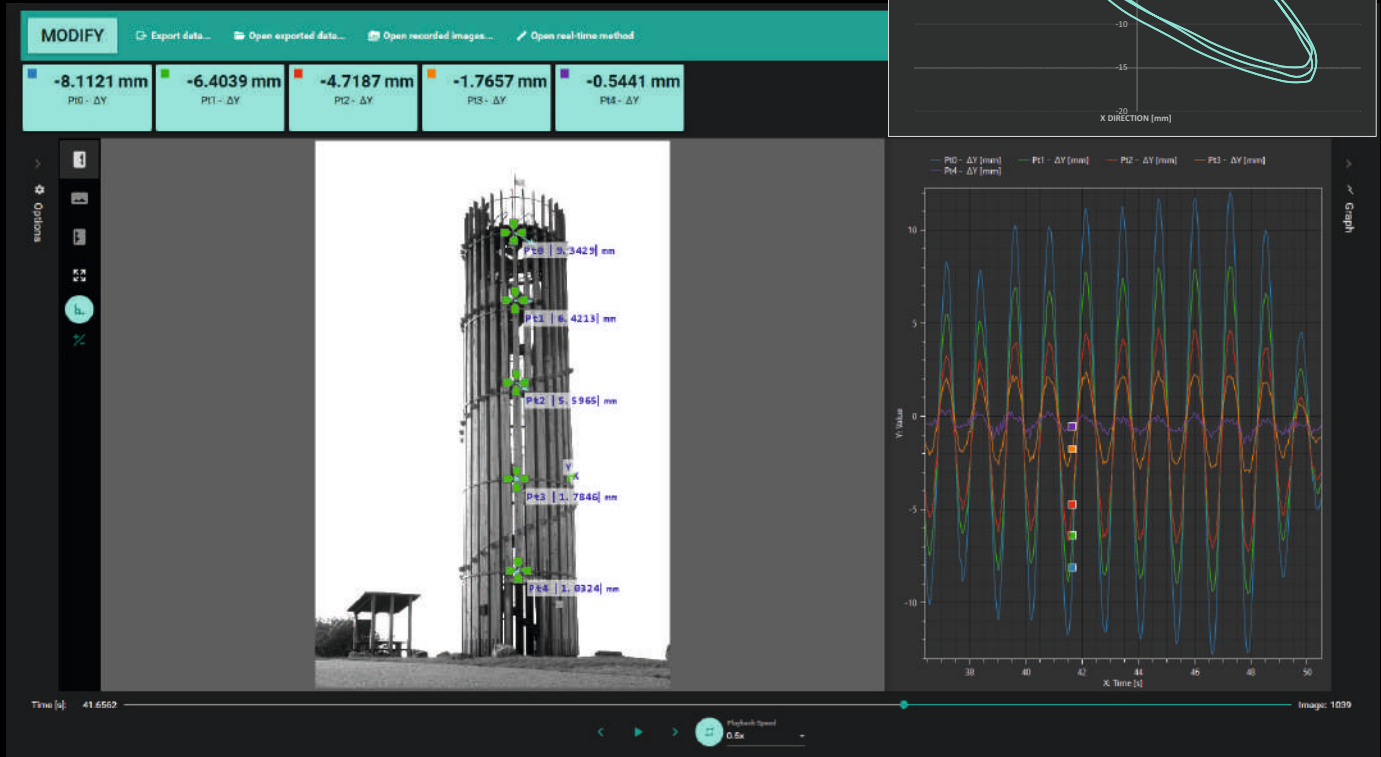 MODIFY
Export data...
Open exported data...
Open recorded images...
Open real-time method
-8.1121 mm
Pt0 - ΔY
-6.4039 mm
Pt1 - ΔY
-4.7187 mm
Pt2 - ΔY
-1.7657 mm
Pt3 - ΔY
-0.5441 mm
Pt4 - ΔY
-10
-15
-20
X DIRECTION [mm]
Options
Pt0 | 9.3429| mm
Pt1 | 6.4213| mm
Pt2 | 5.5965| mm
Y
X
Pt3 | 1.7846| mm
Pt4 | 1.0324| mm
Pt0 - ΔY [mm]
Pt1 - ΔY [mm]
Pt2 - ΔY [mm]
Pt3 - ΔY [mm]
Pt4 - ΔY [mm]
Graph
10
5
0
-5
-10
Y: Value
38
40
42
44
46
48
50
X: Time [s]
Time [s]:
41.6562
Image: 1039
Playback Speed
0.5x